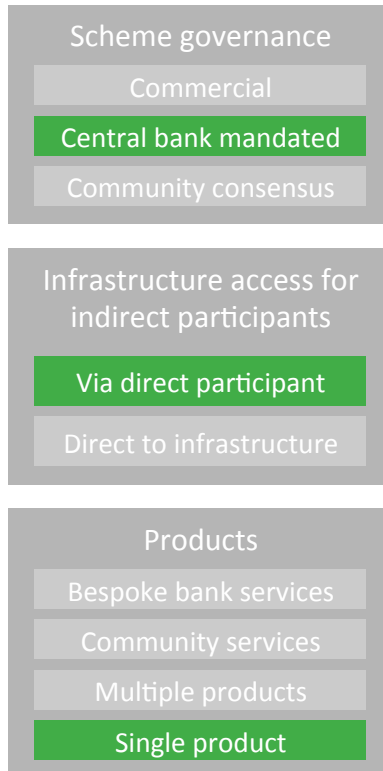 Scheme governance
Commercial
Central bank mandated
Community consensus
Infrastructure access for
indirect participants
Via direct participant
Direct to infrastructure
Products
Bespoke bank services
Community services
Multiple products
Single product